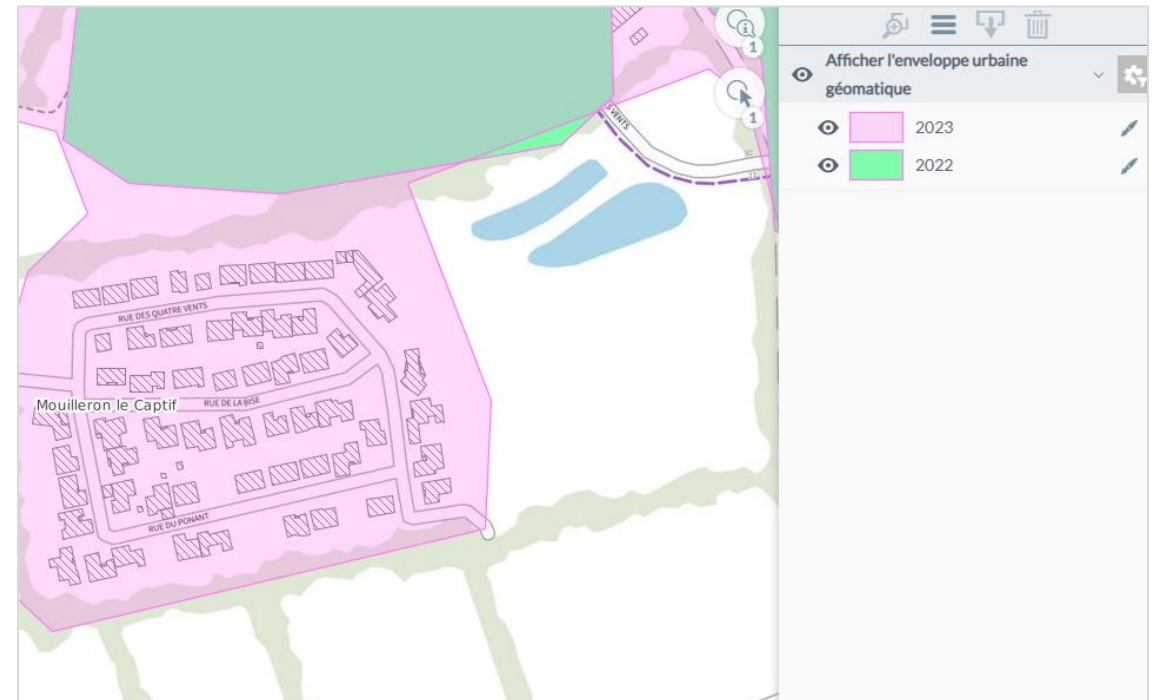 1
1
S VENTS
Afficher l'enveloppe urbaine
géomatique
2023
2022
RUE DES QUATRE VENTS
Mouilleron le Captif
RUE DE LA BISE
RUE DU PONANT